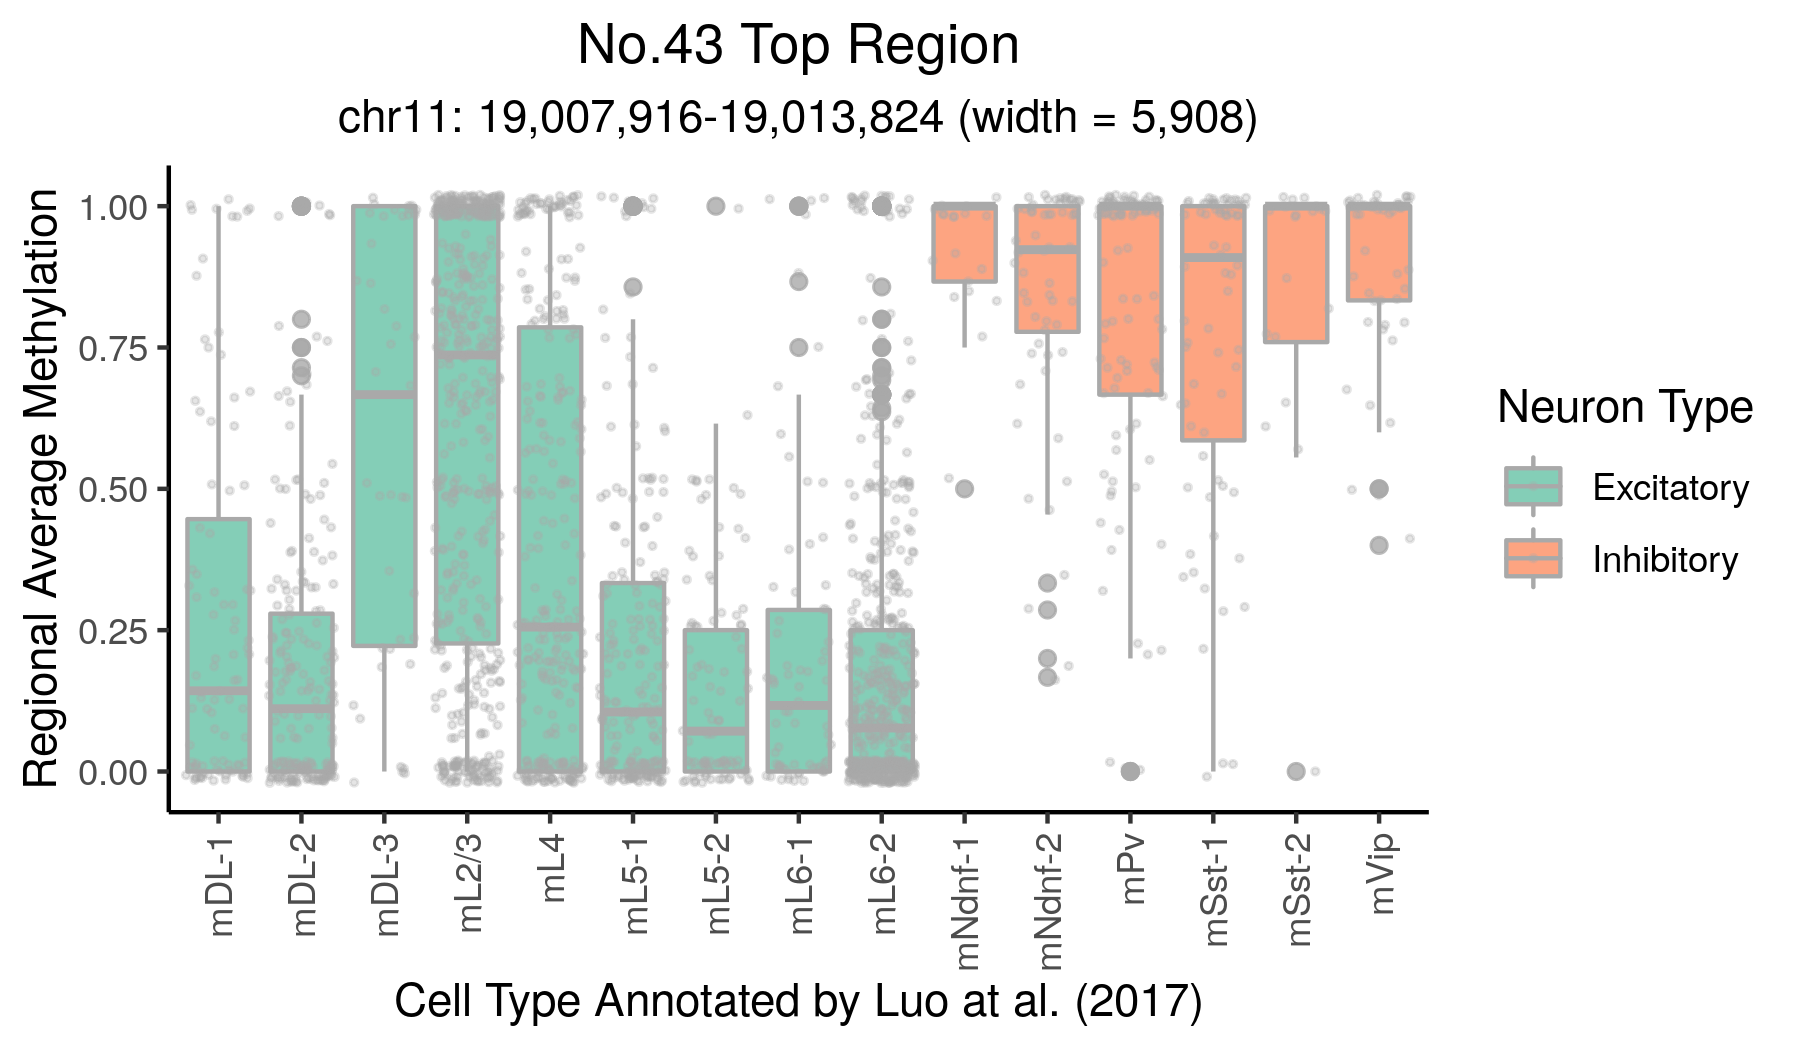 No.43 Top Region
chr11: 19,007,916-19,013,824 (width = 5,908)
Regional Average Methylation
1.00
0.75
0.50
0.25
0.00
mDL-1
mDL-2
mDL-3
mL2/3
mL4
mL5-1
mL5-2
mL6-1
mL6-2
mNdnf-1
mNdnf-2
mPv
mSst-1
mSst-2
mVip
Cell Type Annotated by Luo at al. (2017)
Neuron Type
Excitatory
Inhibitory